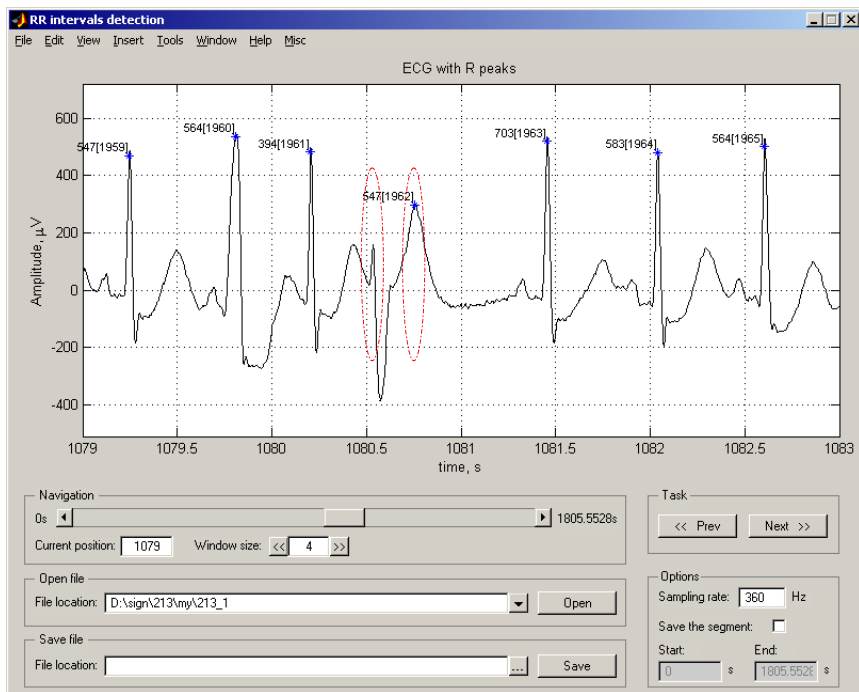 RR intervals detection
File Edit View Insert Tools Window Help Misc
ECG with R peaks
600
400
200
0
-200
-400
Amplitude, µV
547[1959]
564[1960]
394[1961]
547[1962]
703[1963]
583[1964]
564[1965]
1079 1079.5 1080 1080.5 1081 1081.5 1082 1082.5 1083
time, s
Navigation
0s 1805.5528s
Current position: 1079 Window size: << 4 >>
Task
<< Prev Next >>
Open file
File location: D:\sign\213\my\213_1 Open
Save file
File location: ... Save
Options
Sampling rate: 360 Hz
Save the segment:
Start: End:
0 s 1805.5528 s